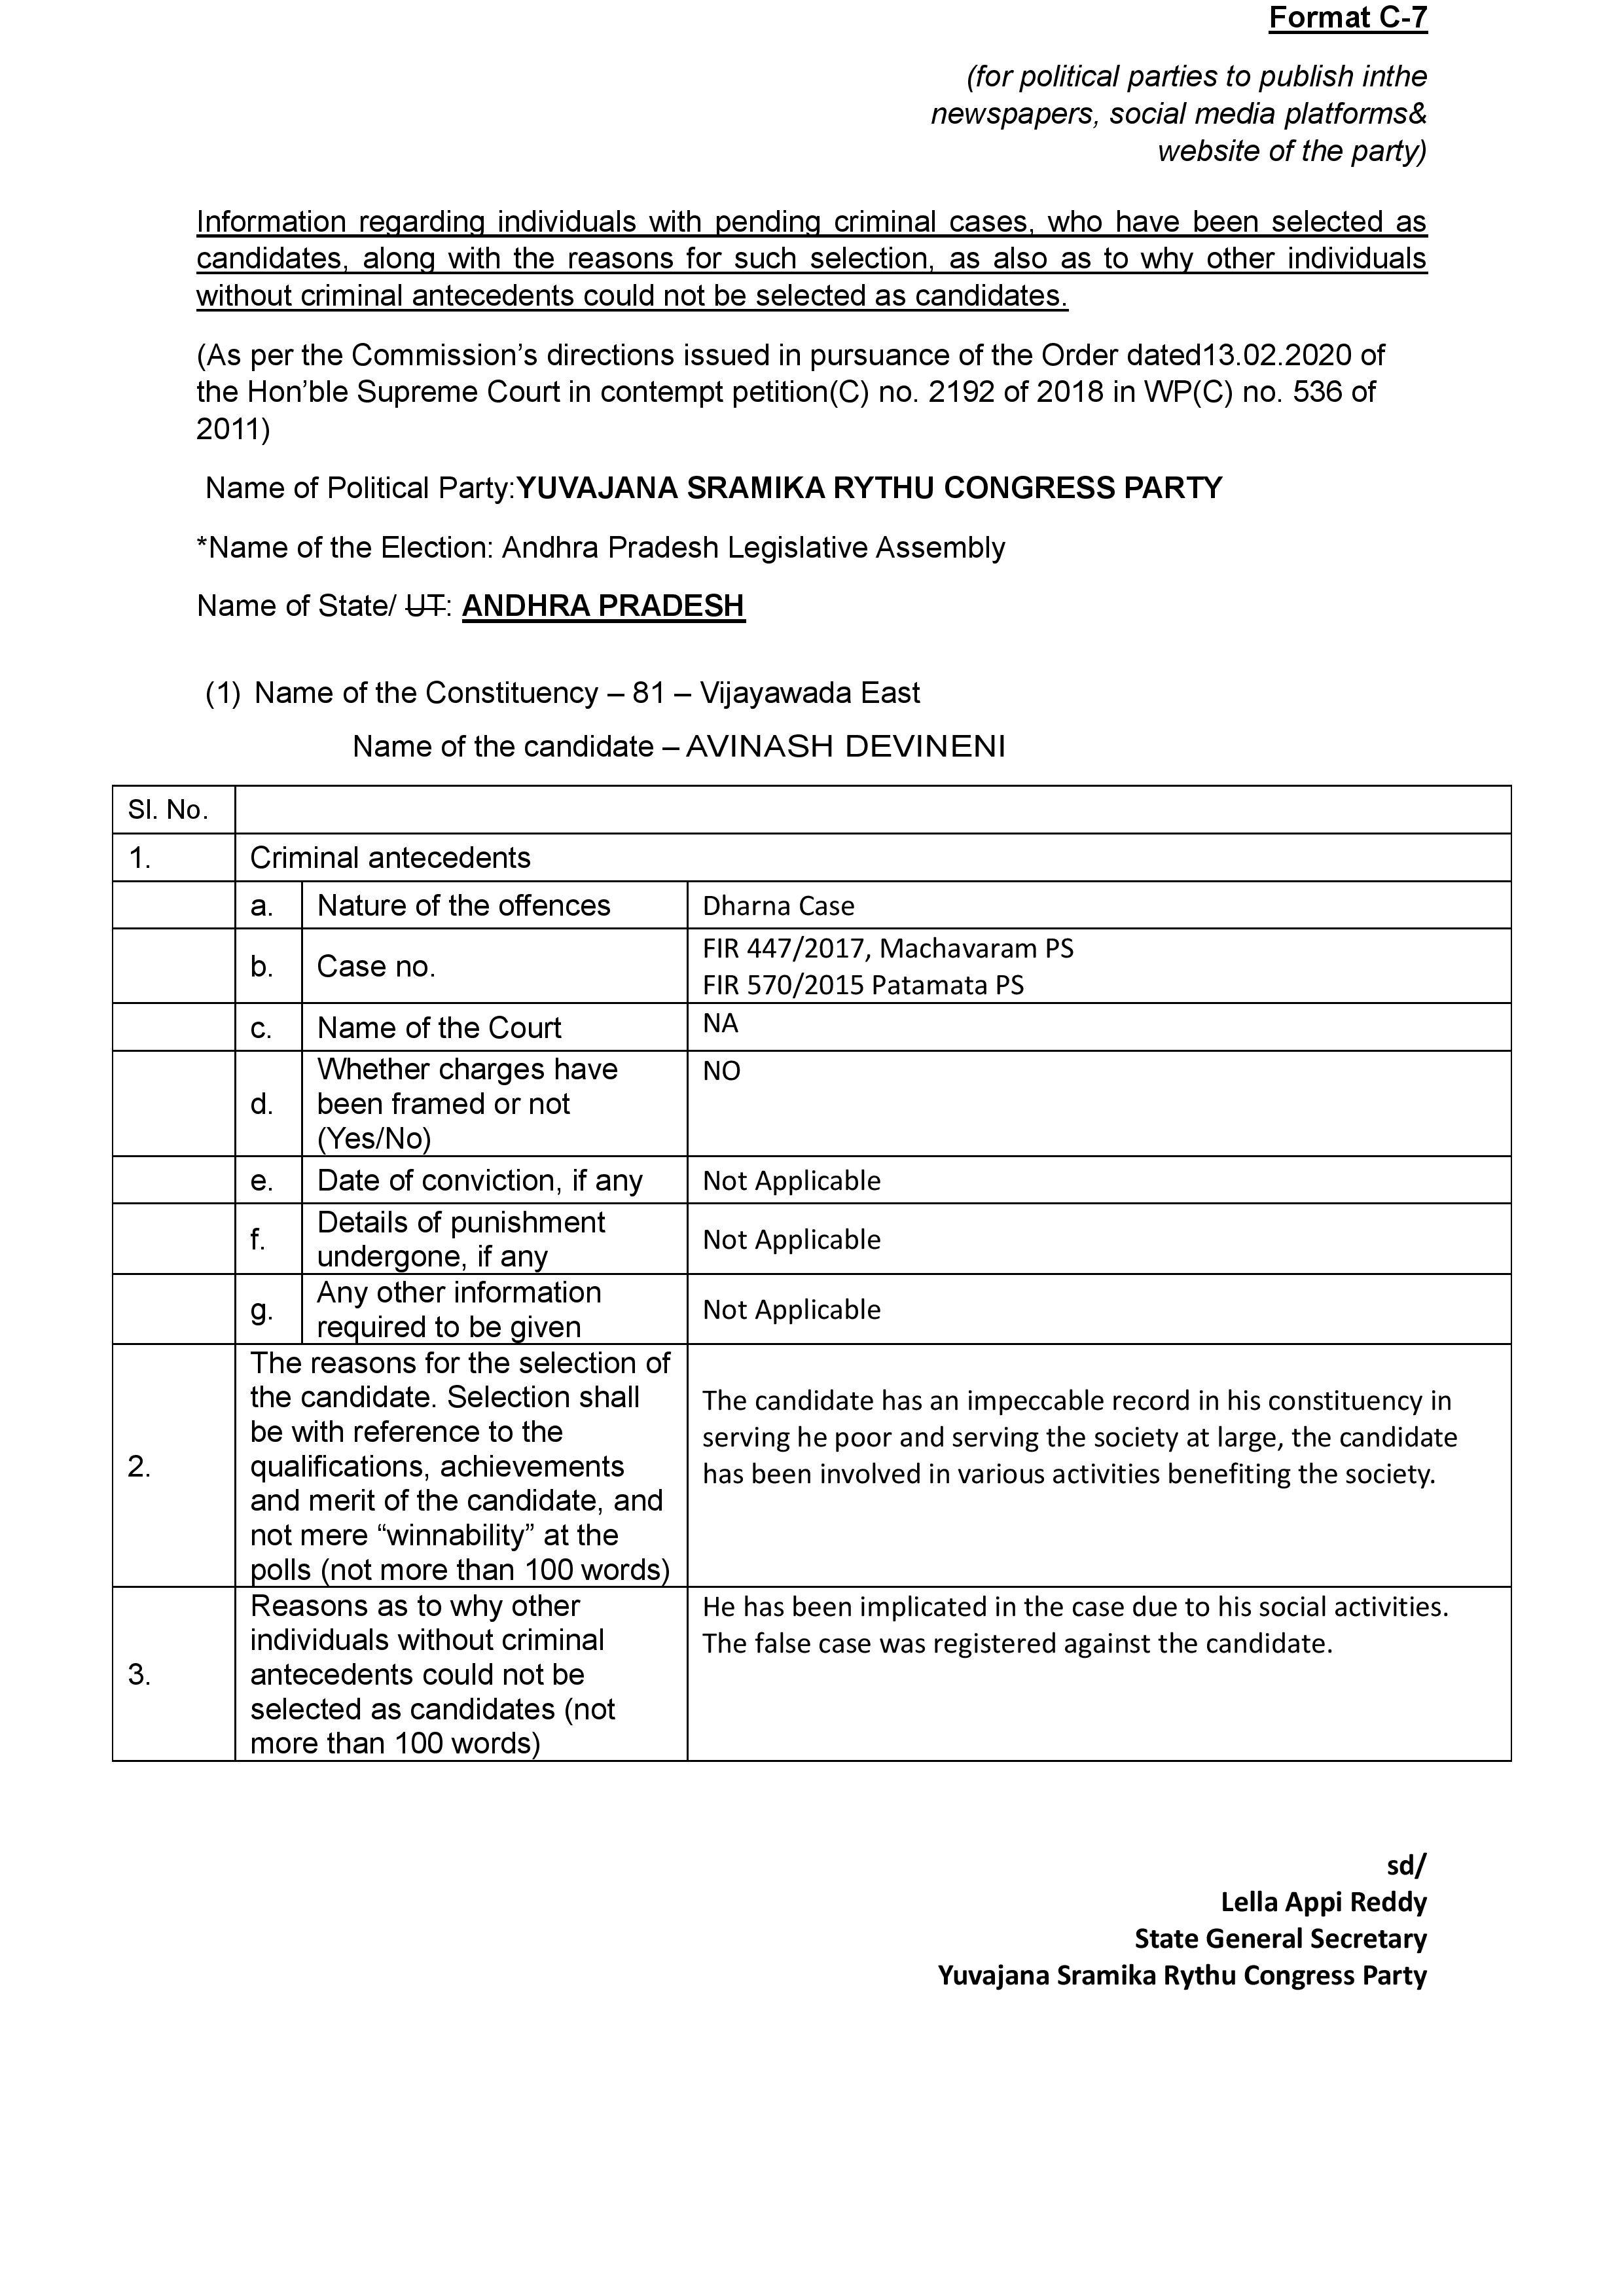 Format C-7
(for political parties to publish inthe
newspapers, social media platforms&
website of the party)
Information regarding individuals with pending criminal cases, who have been selected as
candidates, along with the reasons for such selection, as also as to why other individuals
without criminal antecedents could not be selected as candidates.
(As per the Commission’s directions issued in pursuance of the Order dated13.02.2020 of
the Hon’ble Supreme Court in contempt petition(C) no. 2192 of 2018 in WP(C) no. 536 of
2011)
Name of Political Party:YUVAJANA SRAMIKA RYTHU CONGRESS PARTY
*Name of the Election: Andhra Pradesh Legislative Assembly
Name of State/ UT: ANDHRA PRADESH
(1) Name of the Constituency – 81 – Vijayawada East
Name of the candidate – AVINASH DEVINENI
Sl. No.
1. Criminal antecedents
a. Nature of the offences Dharna Case
b. Case no. FIR 447/2017, Machavaram PS
FIR 570/2015 Patamata PS
c. Name of the Court NA
d. Whether charges have
been framed or not
(Yes/No)
NO
e. Date of conviction, if any Not Applicable
f. Details of punishment
undergone, if any
Not Applicable
g. Any other information
required to be given
Not Applicable
2.
The reasons for the selection of
the candidate. Selection shall
be with reference to the
qualifications, achievements
and merit of the candidate, and
not mere “winnability” at the
polls (not more than 100 words)
The candidate has an impeccable record in his constituency in
serving he poor and serving the society at large, the candidate
has been involved in various activities benefiting the society.
3.
Reasons as to why other
individuals without criminal
antecedents could not be
selected as candidates (not
more than 100 words)
He has been implicated in the case due to his social activities.
The false case was registered against the candidate.
sd/
Lella Appi Reddy
State General Secretary
Yuvajana Sramika Rythu Congress Party